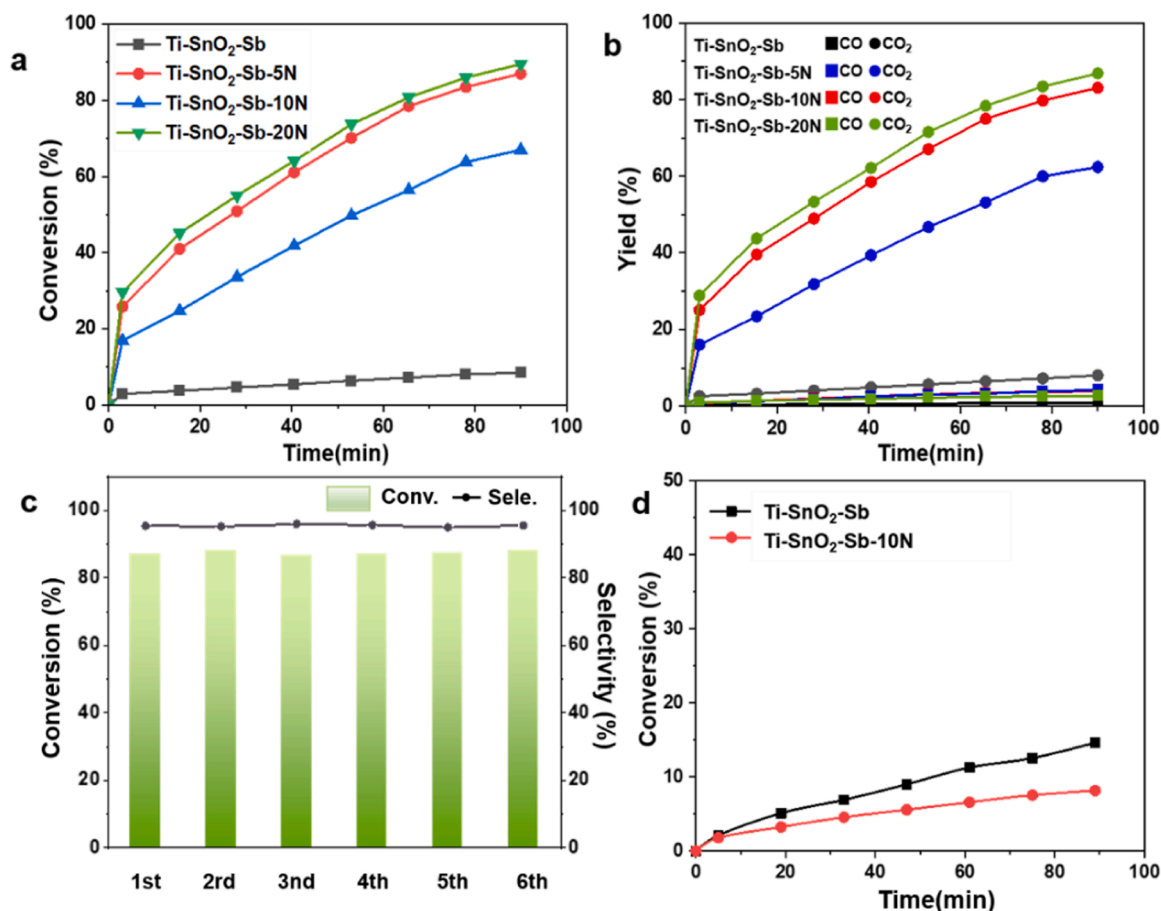 a
Conversion (%)
100
80
60
40
20
0
Ti-SnO₂-Sb
Ti-SnO₂-Sb-5N
Ti-SnO₂-Sb-10N
Ti-SnO₂-Sb-20N
0 20 40 60 80 100
Time(min)
b
Yield (%)
100
80
60
40
20
0
Ti-SnO₂-Sb CO CO₂
Ti-SnO₂-Sb-5N CO CO₂
Ti-SnO₂-Sb-10N CO CO₂
Ti-SnO₂-Sb-20N CO CO₂
0 20 40 60 80 100
Time(min)
c
Conversion (%)
100
80
60
40
20
0
Conv. Sele.
100
80
60
40
20
0
Selectivity (%)
1st 2rd 3nd 4th 5th 6th
d
Conversion (%)
50
40
30
20
10
0
Ti-SnO₂-Sb
Ti-SnO₂-Sb-10N
0 20 40 60 80 100
Time(min)